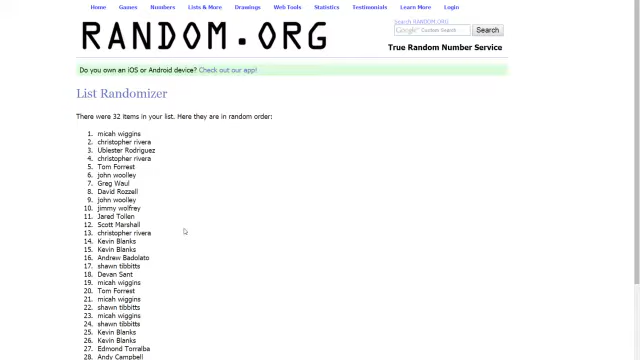 Home Games Numbers Lists & More Drawings Web Tools Statistics Testimonials Learn More Login
RANDOM.ORG
Search RANDOM.ORG
Google Custom Search Search
True Random Number Service
Do you own an iOS or Android device? Check out our app!
List Randomizer
There were 32 items in your list. Here they are in random order:
1. micah wiggins
2. christopher rivera
3. Ublester Rodriguez
4. christopher rivera
5. Tom Forrest
6. john woolley
7. Greg Waul
8. David Rozzell
9. john woolley
10. jimmy wolfrey
11. Jared Tollen
12. Scott Marshall
13. christopher rivera
14. Kevin Blanks
15. Kevin Blanks
16. Andrew Badolato
17. shawn tibbitts
18. Devan Sant
19. micah wiggins
20. Tom Forrest
21. micah wiggins
22. shawn tibbitts
23. micah wiggins
24. shawn tibbitts
25. Kevin Blanks
26. Kevin Blanks
27. Edmond Torralba
28. Andy Campbell